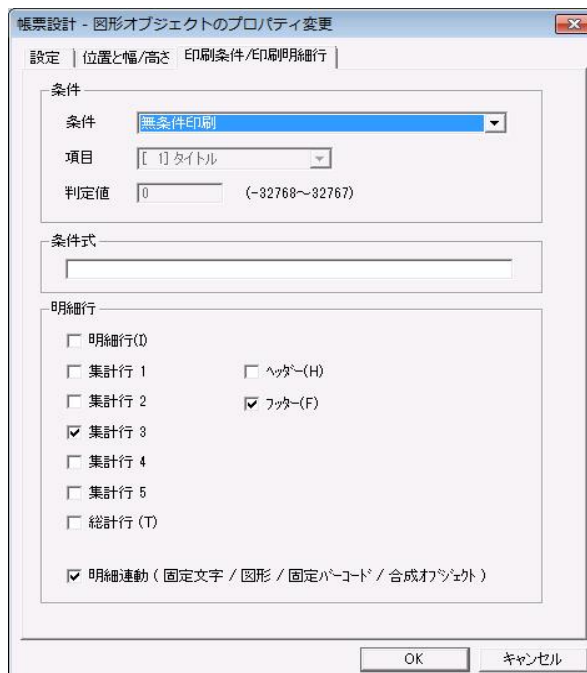 帳票設計 - 図形オブジェクトのプロパティ変更
設定 位置と幅/高さ 印刷条件/印刷明細行
条件
条件 無条件印刷
項目 [ 1] タイトル
判定値 0 (-32768～32767)
条件式
明細行
明細行(I)
集計行 1 ﾍｯﾀﾞｰ(H)
集計行 2 ﾌｯﾀｰ(F)
集計行 3
集計行 4
集計行 5
総計行 (T)
明細連動 ( 固定文字 / 図形 / 固定ﾊﾞｰｺｰﾄﾞ / 合成ｵﾌﾞｼﾞｪｸﾄ )
OK キャンセル